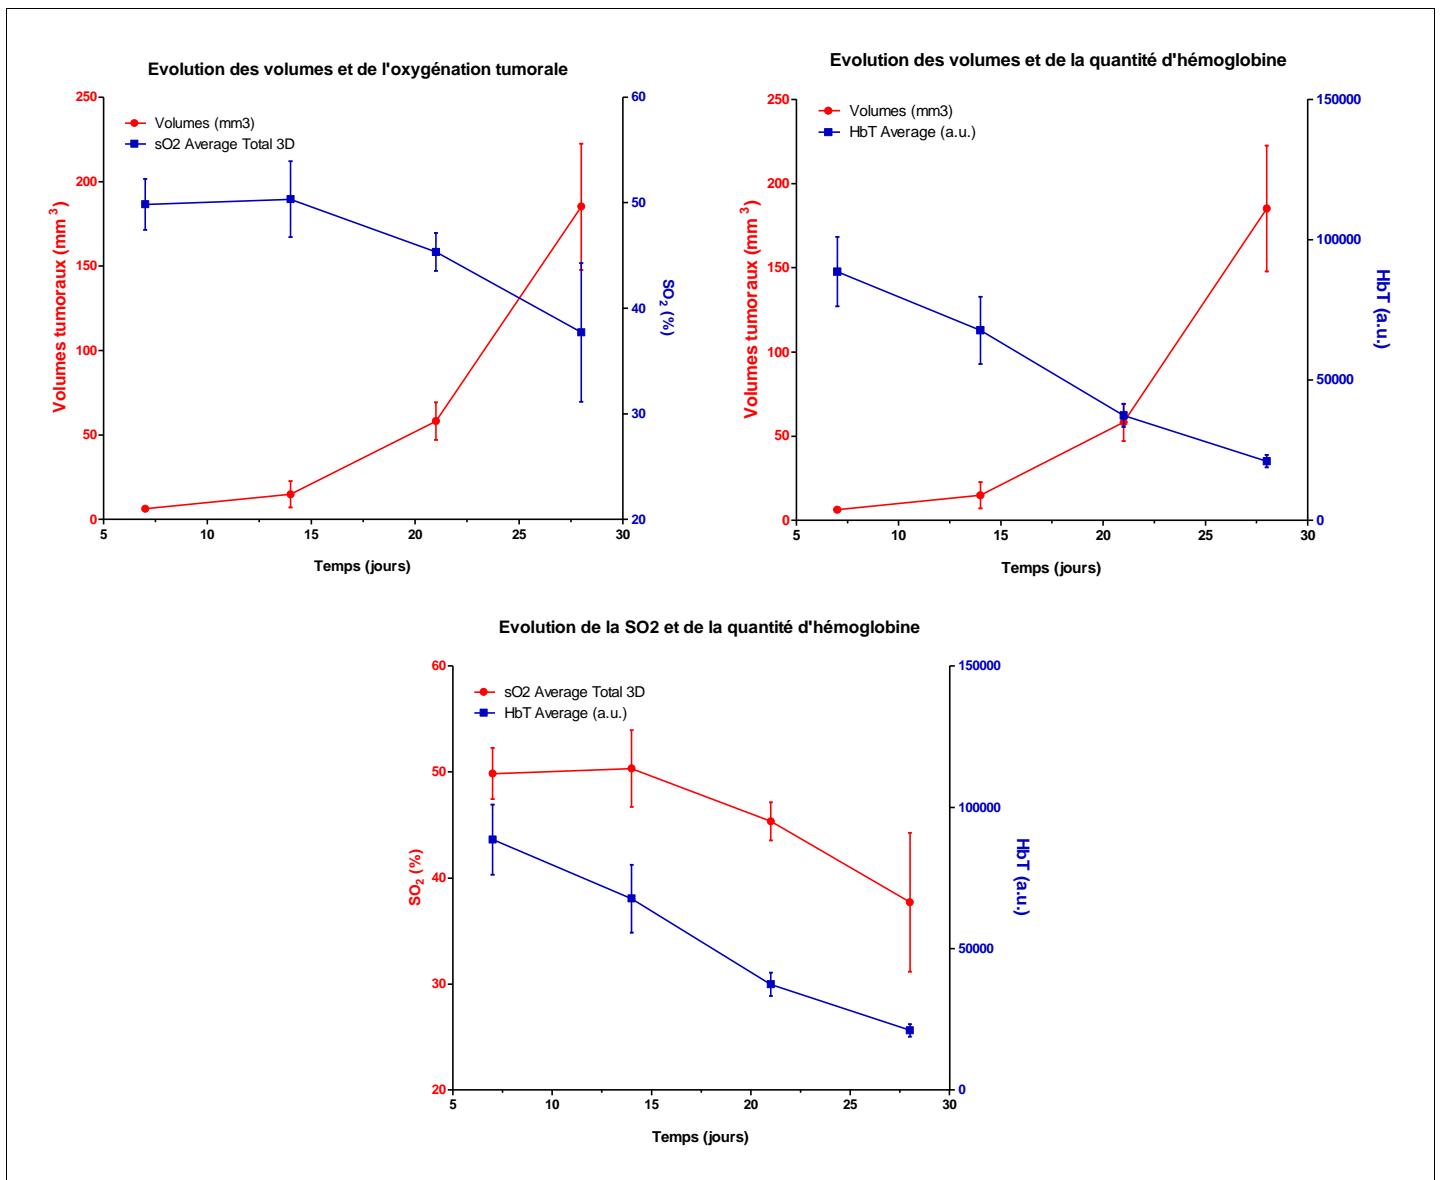 Evolution des volumes et de l'oxygénation tumorale
250
200
150
100
50
0
60
50
40
30
20
Volumes (mm3)
sO2 Average Total 3D
Volumes tumoraux (mm 3)
SO2 (%)
5 10 15 20 25 30
Temps (jours)
Evolution des volumes et de la quantité d'hémoglobine
250
200
150
100
50
0
150000
100000
50000
0
Volumes (mm3)
HbT Average (a.u.)
Volumes tumoraux (mm 3)
HbT (a.u.)
5 10 15 20 25 30
Temps (jours)
Evolution de la SO2 et de la quantité d'hémoglobine
60
50
40
30
20
150000
100000
50000
0
sO2 Average Total 3D
HbT Average (a.u.)
SO2 (%)
HbT (a.u.)
5 10 15 20 25 30
Temps (jours)